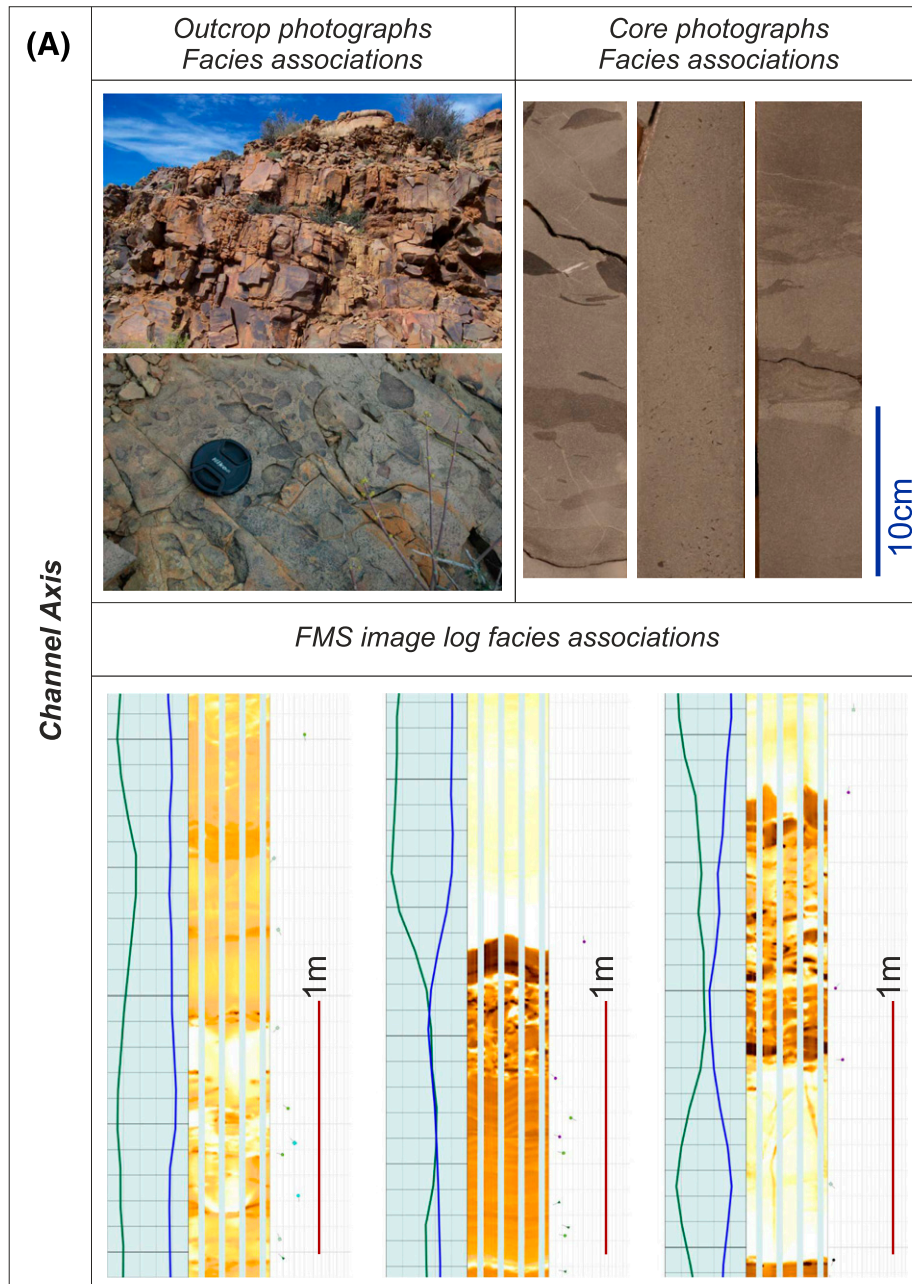 (A)
Outcrop photographs
Facies associations
Core photographs
Facies associations
Nikon
10cm
Channel Axis
FMS image log facies associations
1m
1m
1m